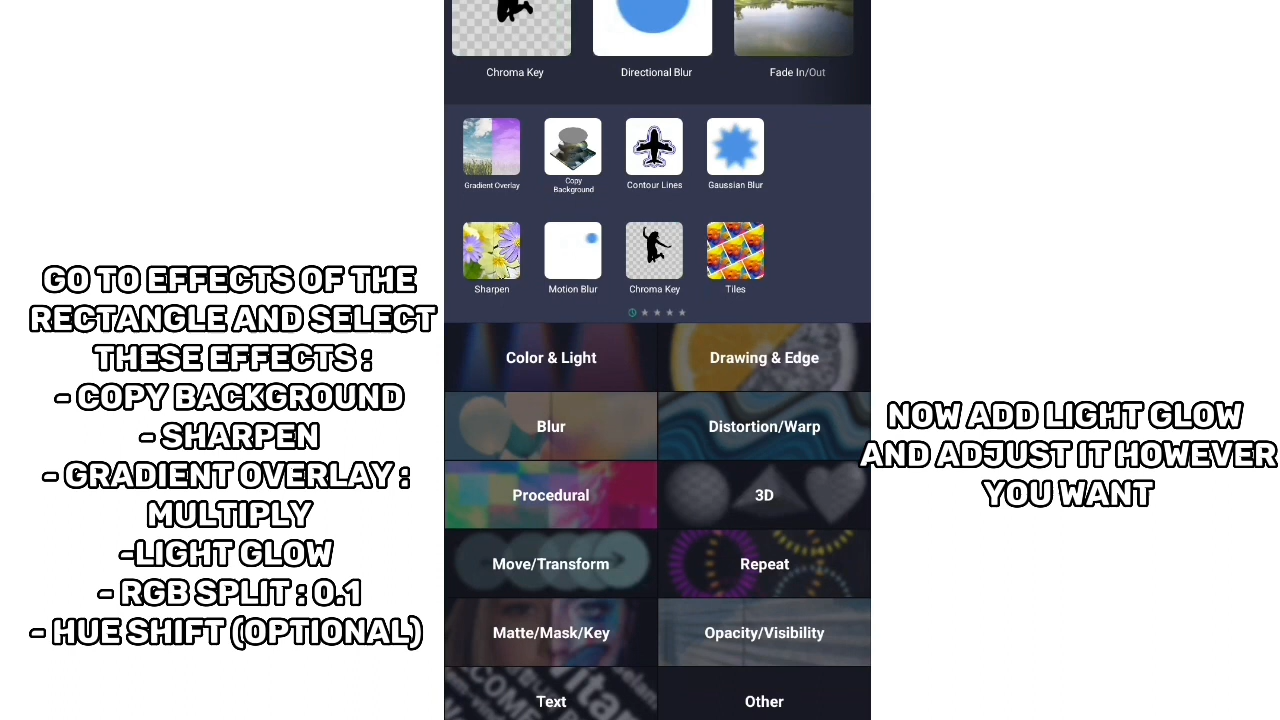 Chroma Key
Directional Blur
Fade In/Out
Gradient Overlay
Copy
Background
Contour Lines
Gaussian Blur
Sharpen
Motion Blur
Chroma Key
Tiles
GO TO EFFECTS OF THE
RECTANGLE AND SELECT
THESE EFFECTS :
- COPY BACKGROUND
- SHARPEN
- GRADIENT OVERLAY :
MULTIPLY
-LIGHT GLOW
- RGB SPLIT : 0.1
- HUE SHIFT (OPTIONAL)
Color & Light
Drawing & Edge
Blur
Distortion/Warp
Procedural
3D
Move/Transform
Repeat
Matte/Mask/Key
Opacity/Visibility
Text
Other
NOW ADD LIGHT GLOW
AND ADJUST IT HOWEVER
YOU WANT